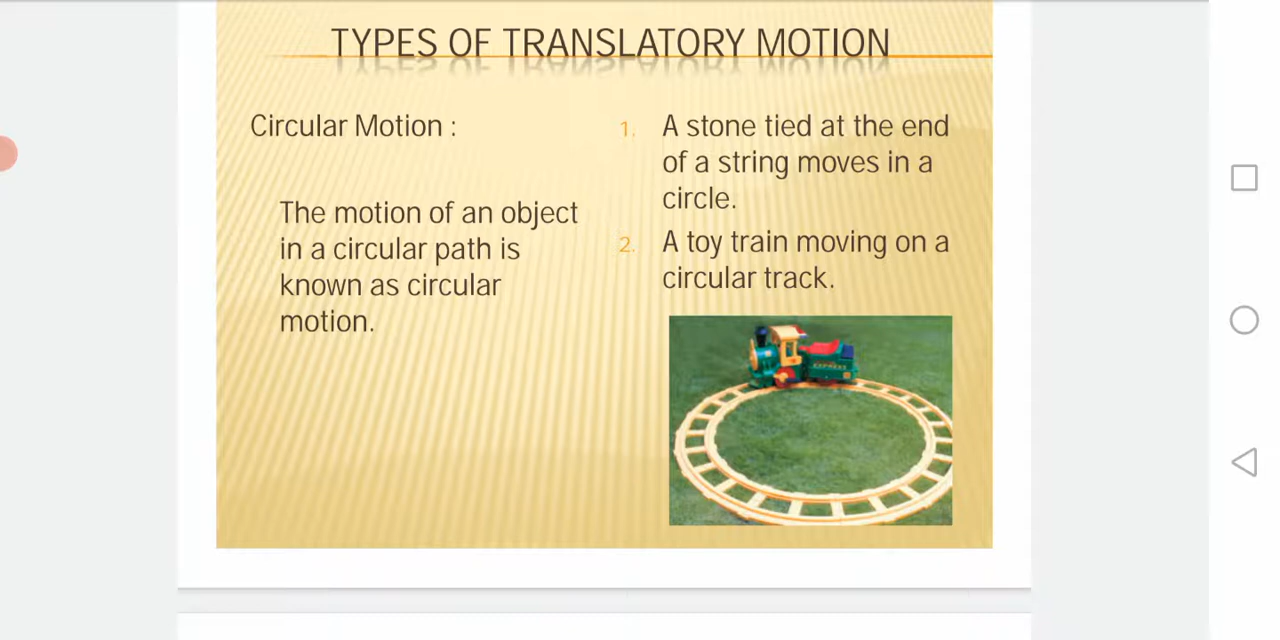 TYPES OF TRANSLATORY MOTION
Circular Motion :
The motion of an object
in a circular path is
known as circular
motion.
1. A stone tied at the end
of a string moves in a
circle.
2. A toy train moving on a
circular track.
EXPRESS